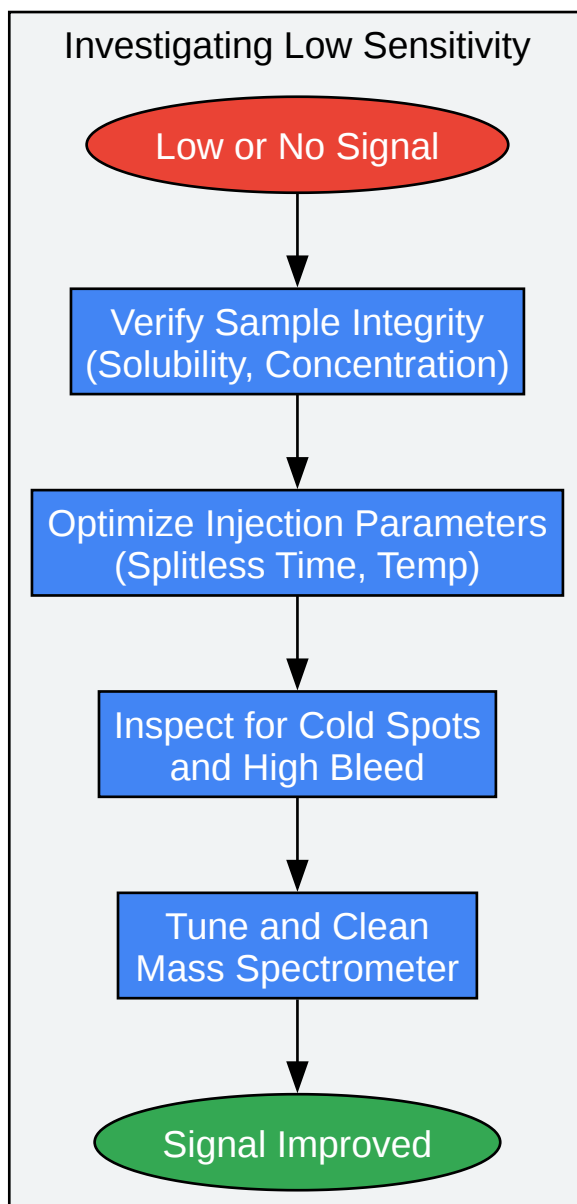 Investigating Low Sensitivity
Low or No Signal
Verify Sample Integrity
(Solubility, Concentration)
Optimize Injection Parameters
(Splitless Time, Temp)
Inspect for Cold Spots
and High Bleed
Tune and Clean
Mass Spectrometer
Signal Improved